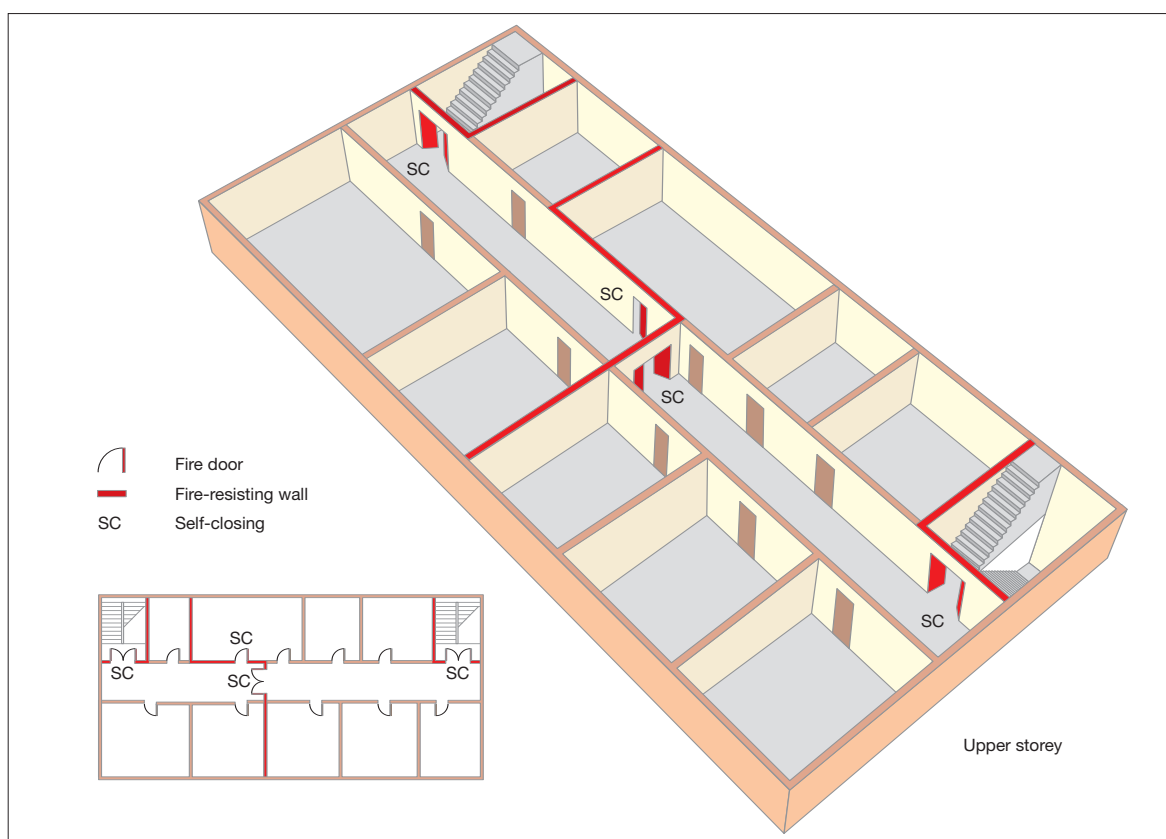 SC
SC
SC
SC
Fire door
Fire-resisting wall
SC Self-closing
SC
SC
SC
SC
Upper storey